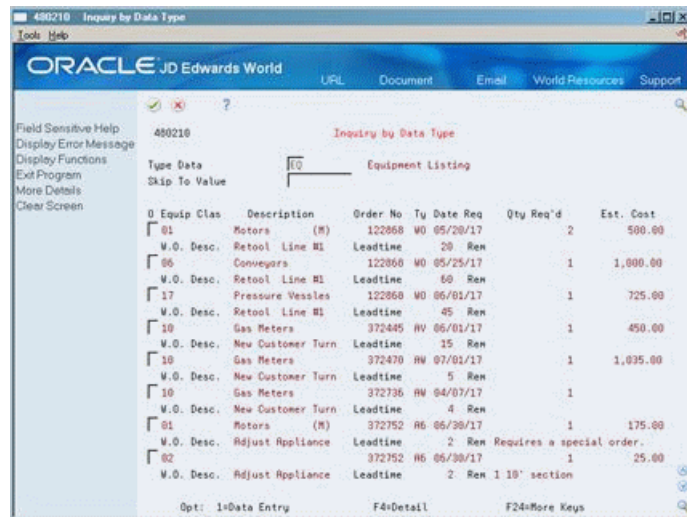 480210 Inquiry by Data Type
Tools Help
ORACLE JD Edwards World
URL Document Email World Resources Support
Field Sensitive Help
Display Error Message
Display Functions
Exit Program
More Details
Clear Screen
480210 Inquiry by Data Type
Type Data EQ Equipment Listing
Skip To Value
O Equip Clas Description Order No Ty Date Req Qty Req'd Est. Cost
01 Motors (M) 122868 WO 05/20/17 2 500.00
W.O. Desc. Retool Line #1 Leadtime 20 Rem
06 Conveyors 122868 WO 05/25/17 1 1,000.00
W.O. Desc. Retool Line #1 Leadtime 60 Rem
17 Pressure Vessles 122868 WO 06/01/17 1 725.00
W.O. Desc. Retool Line #1 Leadtime 45 Rem
10 Gas Meters 372445 AV 06/01/17 1 450.00
W.O. Desc. New Customer Turn Leadtime 15 Rem
10 Gas Meters 372470 AW 07/01/17 1 1,035.00
W.O. Desc. New Customer Turn Leadtime 5 Rem
10 Gas Meters 372736 AW 04/07/17 1
W.O. Desc. New Customer Turn Leadtime 4 Rem
01 Motors (M) 372752 A6 06/30/17 1 175.00
W.O. Desc. Adjust Appliance Leadtime 2 Rem Requires a special order.
02 372752 A6 06/30/17 1 25.00
W.O. Desc. Adjust Appliance Leadtime 2 Rem 1 10' section
Opt: 1=Data Entry F4=Detail F24=More Keys